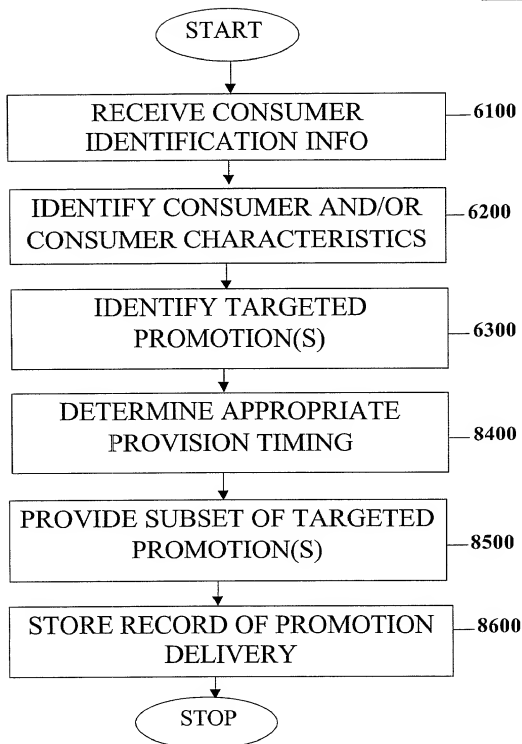 START
RECEIVE CONSUMER
IDENTIFICATION INFO
6100
IDENTIFY CONSUMER AND/OR
CONSUMER CHARACTERISTICS
6200
IDENTIFY TARGETED
PROMOTION(S)
6300
DETERMINE APPROPRIATE
PROVISION TIMING
8400
PROVIDE SUBSET OF TARGETED
PROMOTION(S)
8500
STORE RECORD OF PROMOTION
DELIVERY
8600
STOP